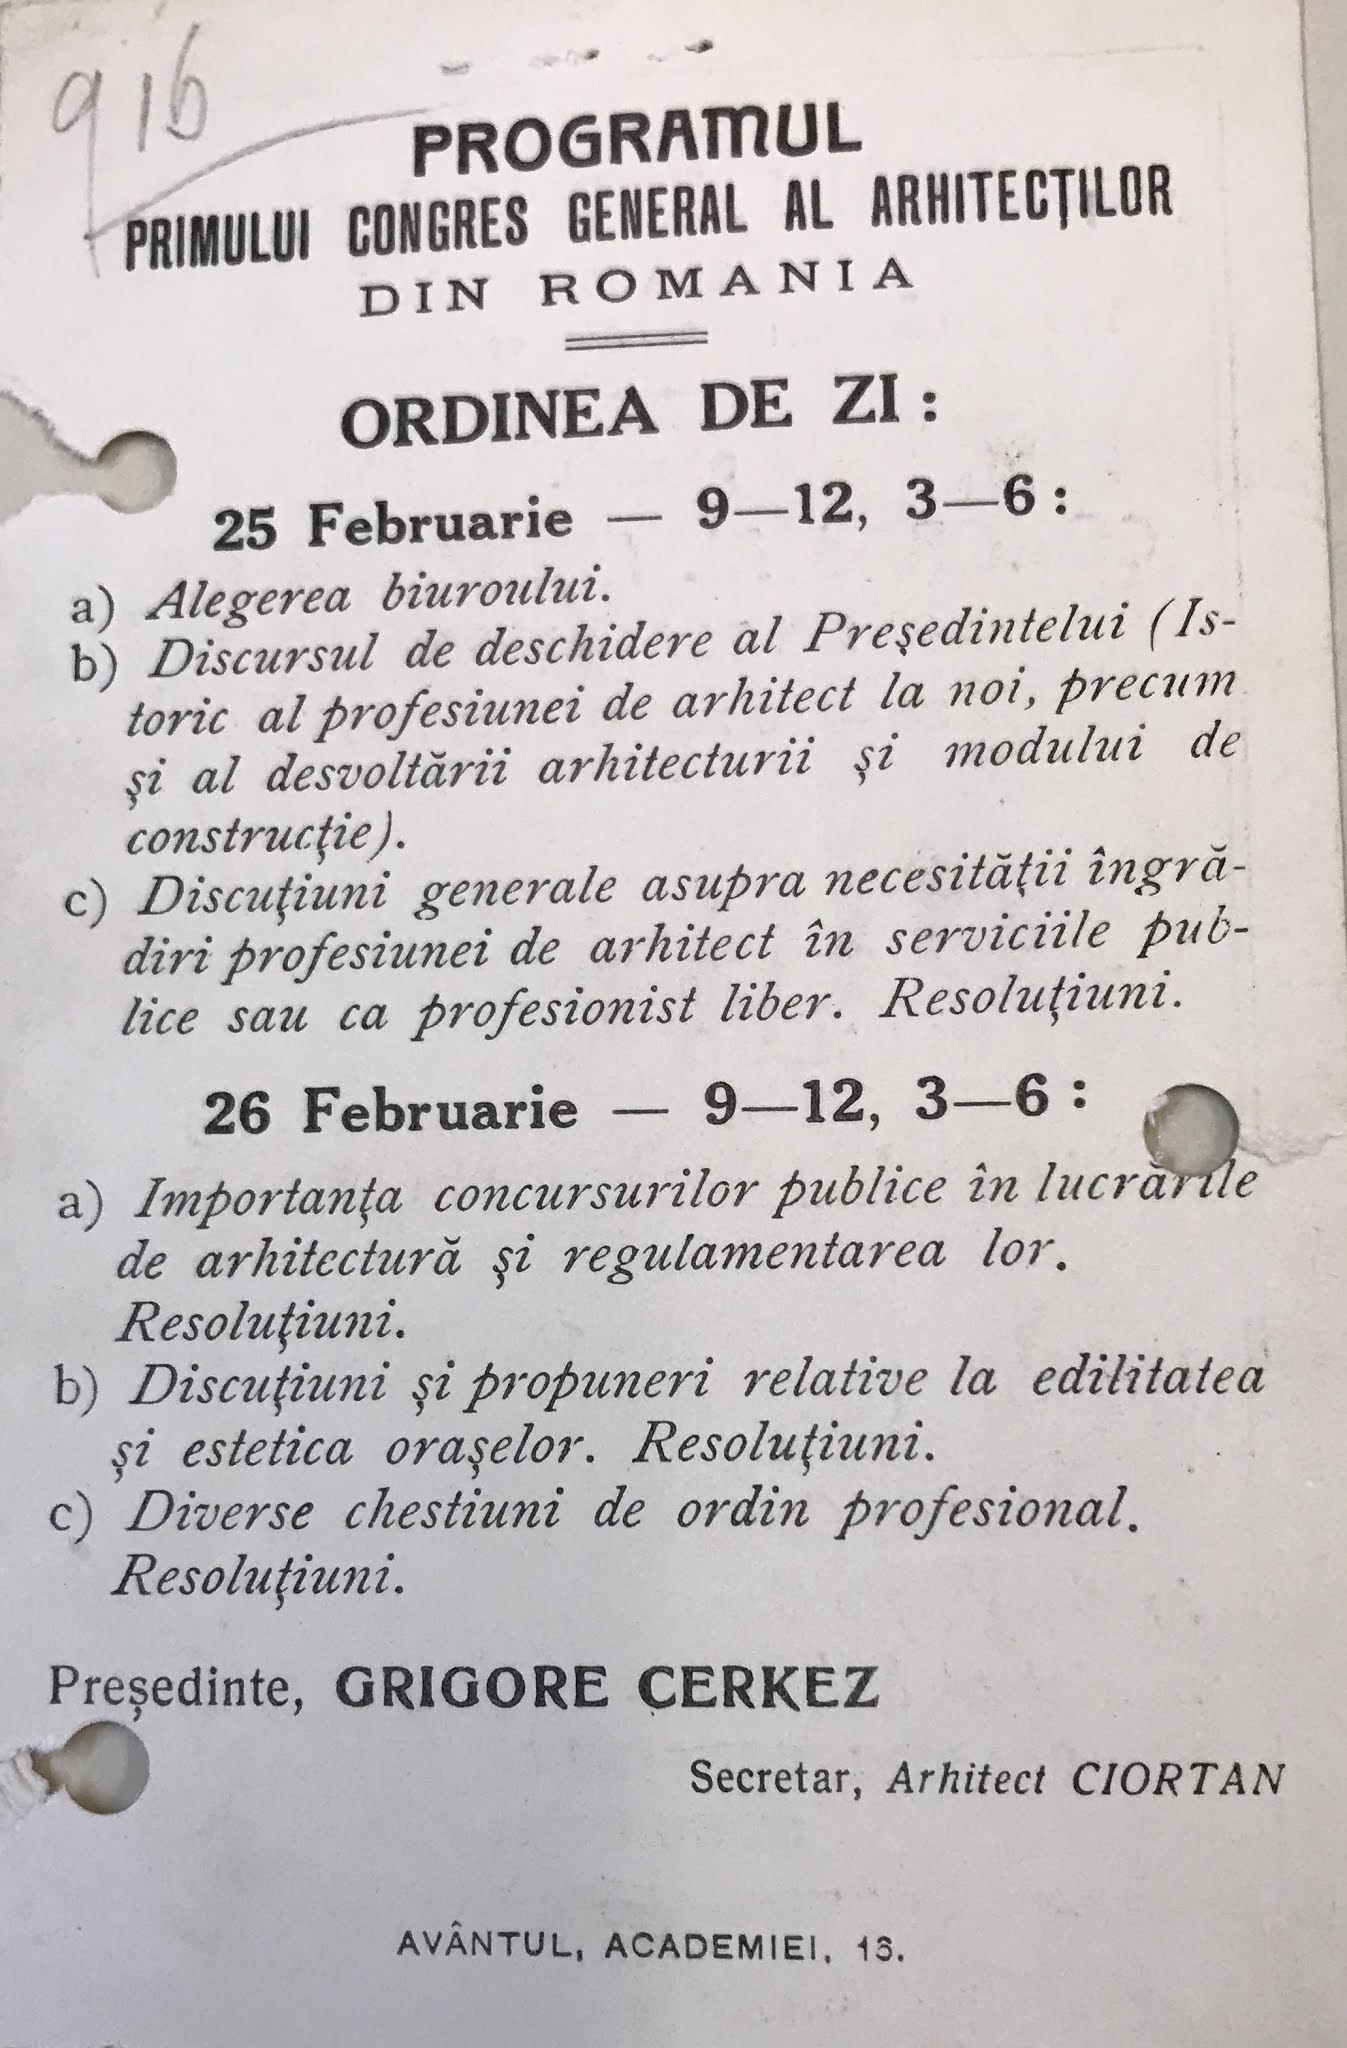 916
PROGRAMUL
PRIMULUI CONGRES GENERAL AL ARHITECȚILOR
DIN ROMANIA
ORDINEA DE ZI :
25 Februarie — 9—12, 3—6 :
a) Alegerea biuroului.
b) Discursul de deschidere al Președintelui (Is-
toric al profesiunei de arhitect la noi, precum
și al desvoltării arhitecturii și modului de
construcție).
c) Discuțiuni generale asupra necesității îngră-
diri profesiunei de arhitect în serviciile pub-
lice sau ca profesionist liber. Resoluțiuni.
26 Februarie — 9—12, 3—6 :
a) Importanța concursurilor publice în lucrările
de arhitectură și regulamentarea lor.
Resoluțiuni.
b) Discuțiuni și propuneri relative la edilitatea
și estetica orașelor. Resoluțiuni.
c) Diverse chestiuni de ordin profesional.
Resoluțiuni.
Președinte, GRIGORE CERKEZ
Secretar, Arhitect CIORTAN
AVÂNTUL, ACADEMIEI,